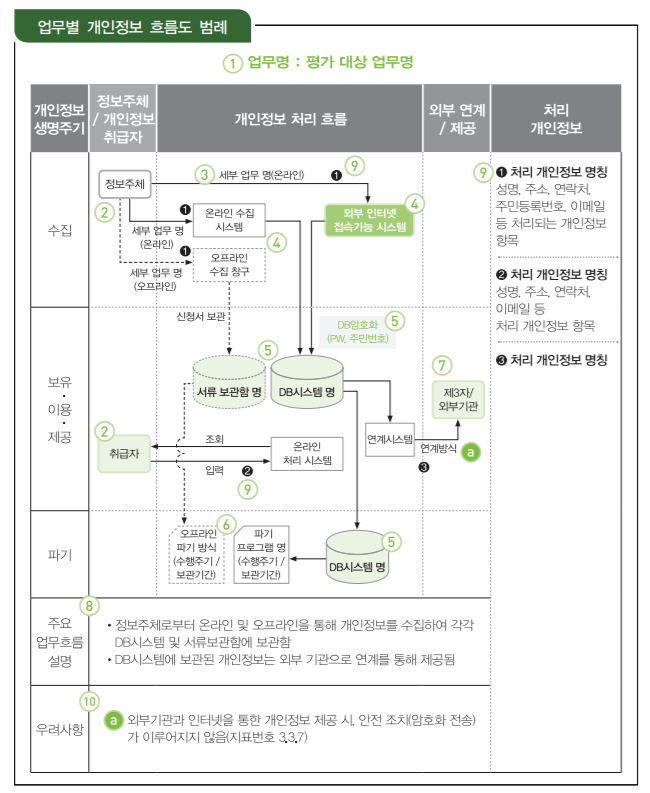 업무별 개인정보 흐름도 범례
① 업무명 : 평가 대상 업무명
개인정보
생명주기
정보주체
/ 개인정보
취급자
개인정보 처리 흐름
외부 연계
/ 제공
처리
개인정보
수집
정보주체
②
③ 세부 업무 명(온라인)
❶
⑨
❶
온라인 수집
시스템
세부 업무 명
(온라인)
④
외부 인터넷
접속가능 시스템
④
❶
오프라인
수집 창구
세부 업무 명
(오프라인)
⑨ ❶ 처리 개인정보 명칭
성명, 주소, 연락처,
주민등록번호, 이메일
등 처리되는 개인정보
항목
❷ 처리 개인정보 명칭
성명, 주소, 연락처,
이메일 등
처리 개인정보 항목
❸ 처리 개인정보 명칭
보유
·
이용
·
제공
신청서 보관
DB암호화
(PW, 주민번호)
⑤
⑤
서류 보관함 명
DB시스템 명
⑦
제3자/
외부기관
②
취급자
조회
입력
❷
⑨
온라인
처리 시스템
연계시스템
연계방식
a
❸
파기
⑥
오프라인
파기 방식
(수행주기 /
보관기간)
파기
프로그램 명
(수행주기 /
보관기간)
⑤
DB시스템 명
⑧
주요
업무흐름
설명
• 정보주체로부터 온라인 및 오프라인을 통해 개인정보를 수집하여 각각
DB시스템 및 서류보관함에 보관함
• DB시스템에 보관된 개인정보는 외부 기관으로 연계를 통해 제공됨
⑩
우려사항
a 외부기관과 인터넷을 통한 개인정보 제공 시, 안전 조치(암호화 전송)
가 이루어지지 않음(지표번호 3.3.7)